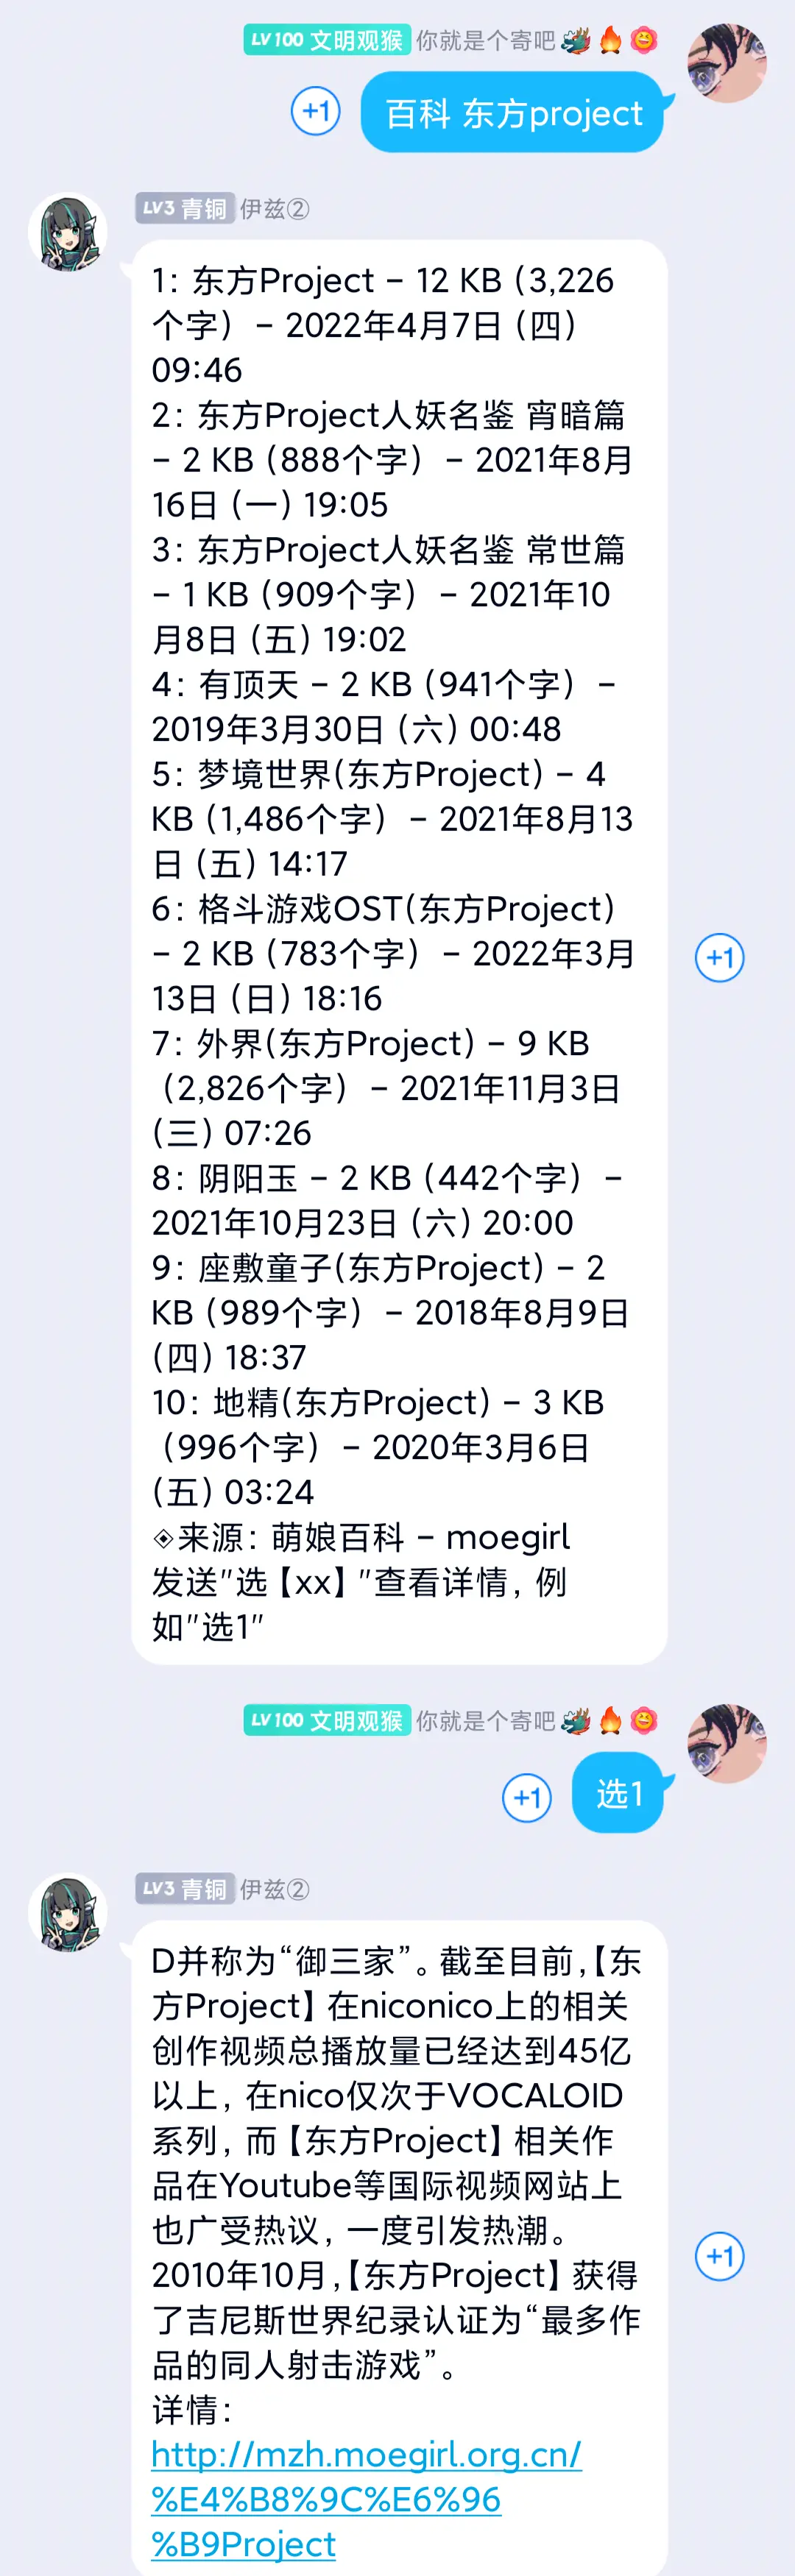 LV100 文明观猴 你就是个寄吧🐲🔥🌸
+1
百科 东方project
LV3 青铜 伊兹②
1：东方Project – 12 KB (3,226
个字） – 2022年4月7日 (四)
09:46
2：东方Project人妖名鉴 宵暗篇
– 2 KB (888个字） – 2021年8月
16日 (一) 19:05
3：东方Project人妖名鉴 常世篇
– 1 KB (909个字） – 2021年10
月8日 (五) 19:02
4：有顶天 – 2 KB (941个字） –
2019年3月30日 (六) 00:48
5：梦境世界(东方Project) – 4
KB (1,486个字） – 2021年8月13
日 (五) 14:17
6：格斗游戏OST(东方Project)
– 2 KB (783个字） – 2022年3月
13日 (日) 18:16
7：外界(东方Project) – 9 KB
（2,826个字） – 2021年11月3日
(三) 07:26
8：阴阳玉 – 2 KB (442个字） –
2021年10月23日 (六) 20:00
9：座敷童子(东方Project) – 2
KB (989个字） – 2018年8月9日
(四) 18:37
10：地精(东方Project) – 3 KB
（996个字） – 2020年3月6日
(五) 03:24
◈来源：萌娘百科 – moegirl
发送"选【xx】"查看详情，例
如"选1"
+1
LV100 文明观猴 你就是个寄吧🐲🔥🌸
+1
选1
LV3 青铜 伊兹②
D并称为“御三家”。截至目前,【东
方Project】在niconico上的相关
创作视频总播放量已经达到45亿
以上，在nico仅次于VOCALOID
系列，而【东方Project】相关作
品在Youtube等国际视频网站上
也广受热议，一度引发热潮。
2010年10月,【东方Project】获得
了吉尼斯世界纪录认证为“最多作
品的同人射击游戏”。
详情：
http://mzh.moegirl.org.cn/
%E4%B8%9C%E6%96
%B9Project
+1